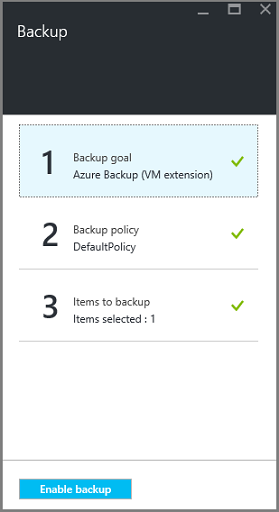 Backup
1
Backup goal
Azure Backup (VM extension)
2
Backup policy
DefaultPolicy
3
Items to backup
Items selected : 1
Enable backup